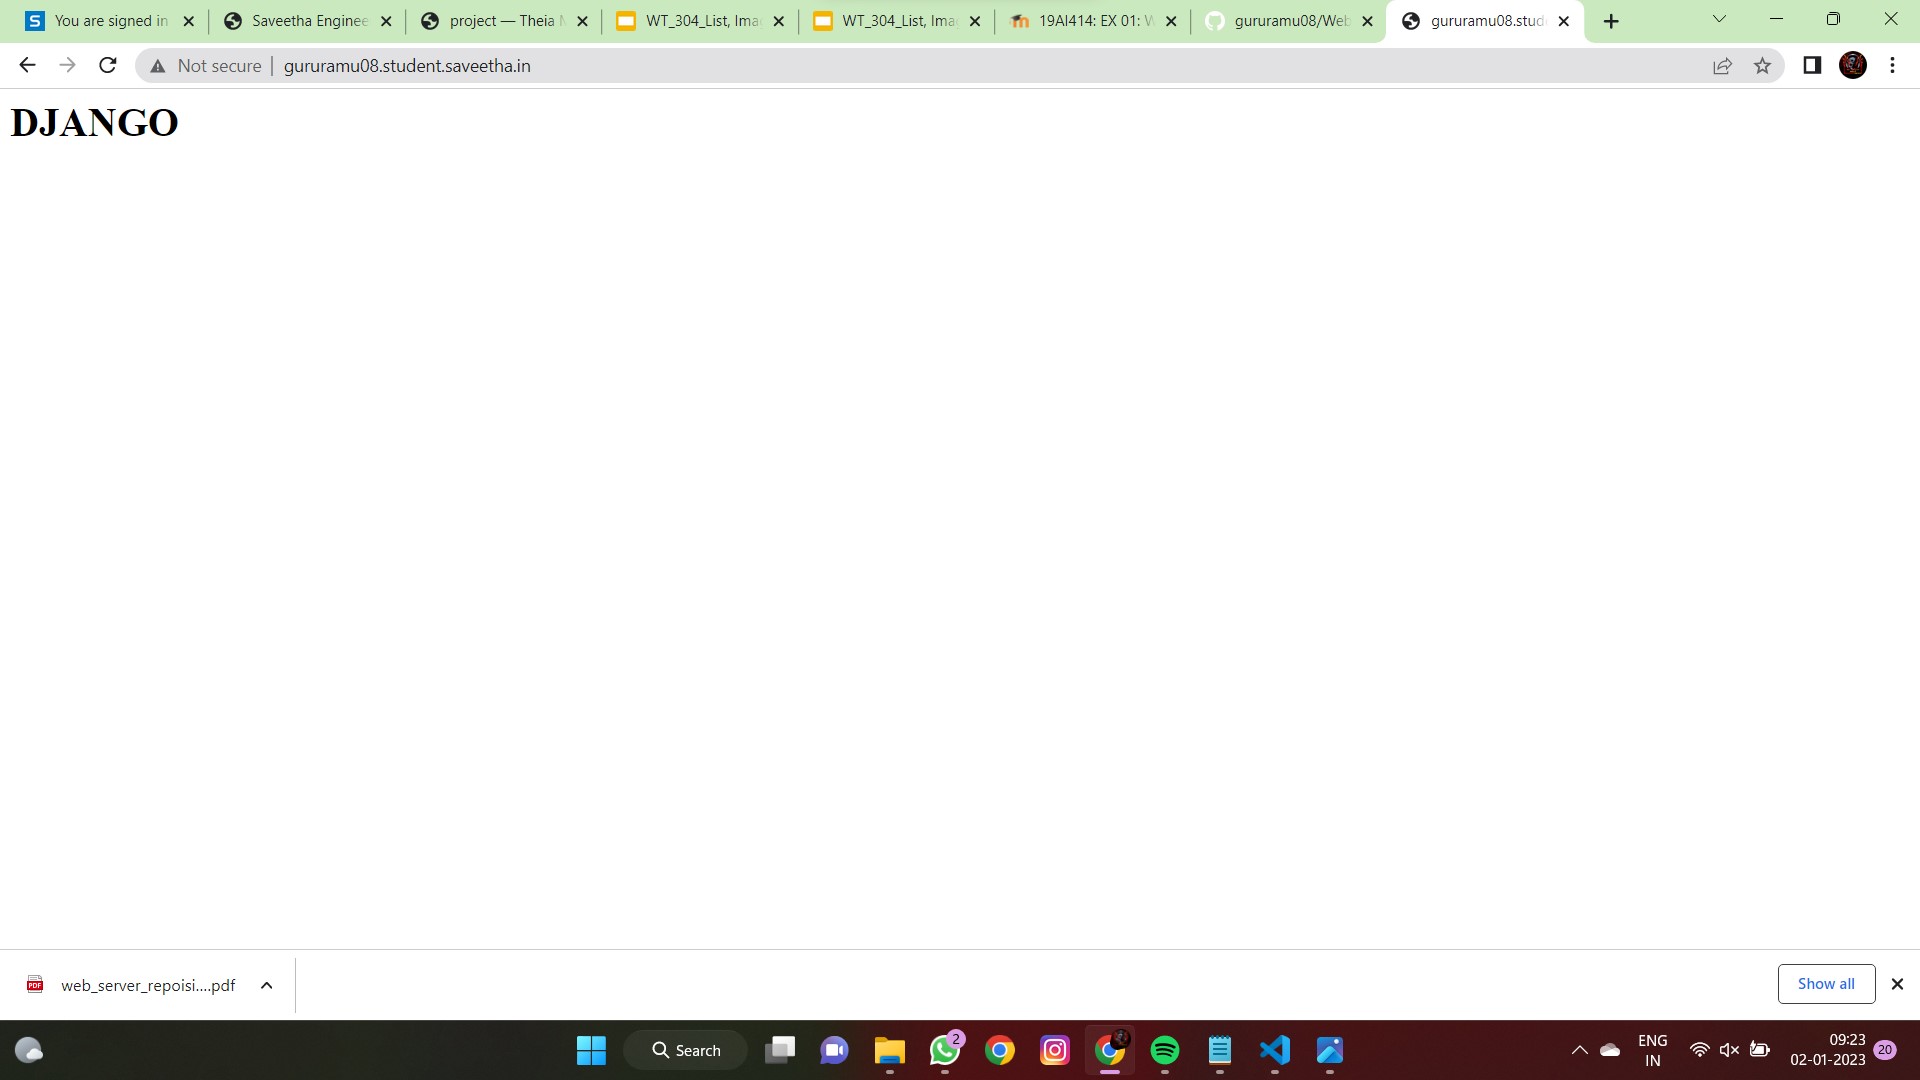 You are signed in
Saveetha Enginee
project — Theia
WT_304_List, Ima
WT_304_List, Ima
19AI414: EX 01: W
gururamu08/Web
gururamu08.stud
Not secure
gururamu08.student.saveetha.in
DJANGO
web_server_repoisi....pdf
Show all
Search
2
ENG
IN
09:23
02-01-2023
20